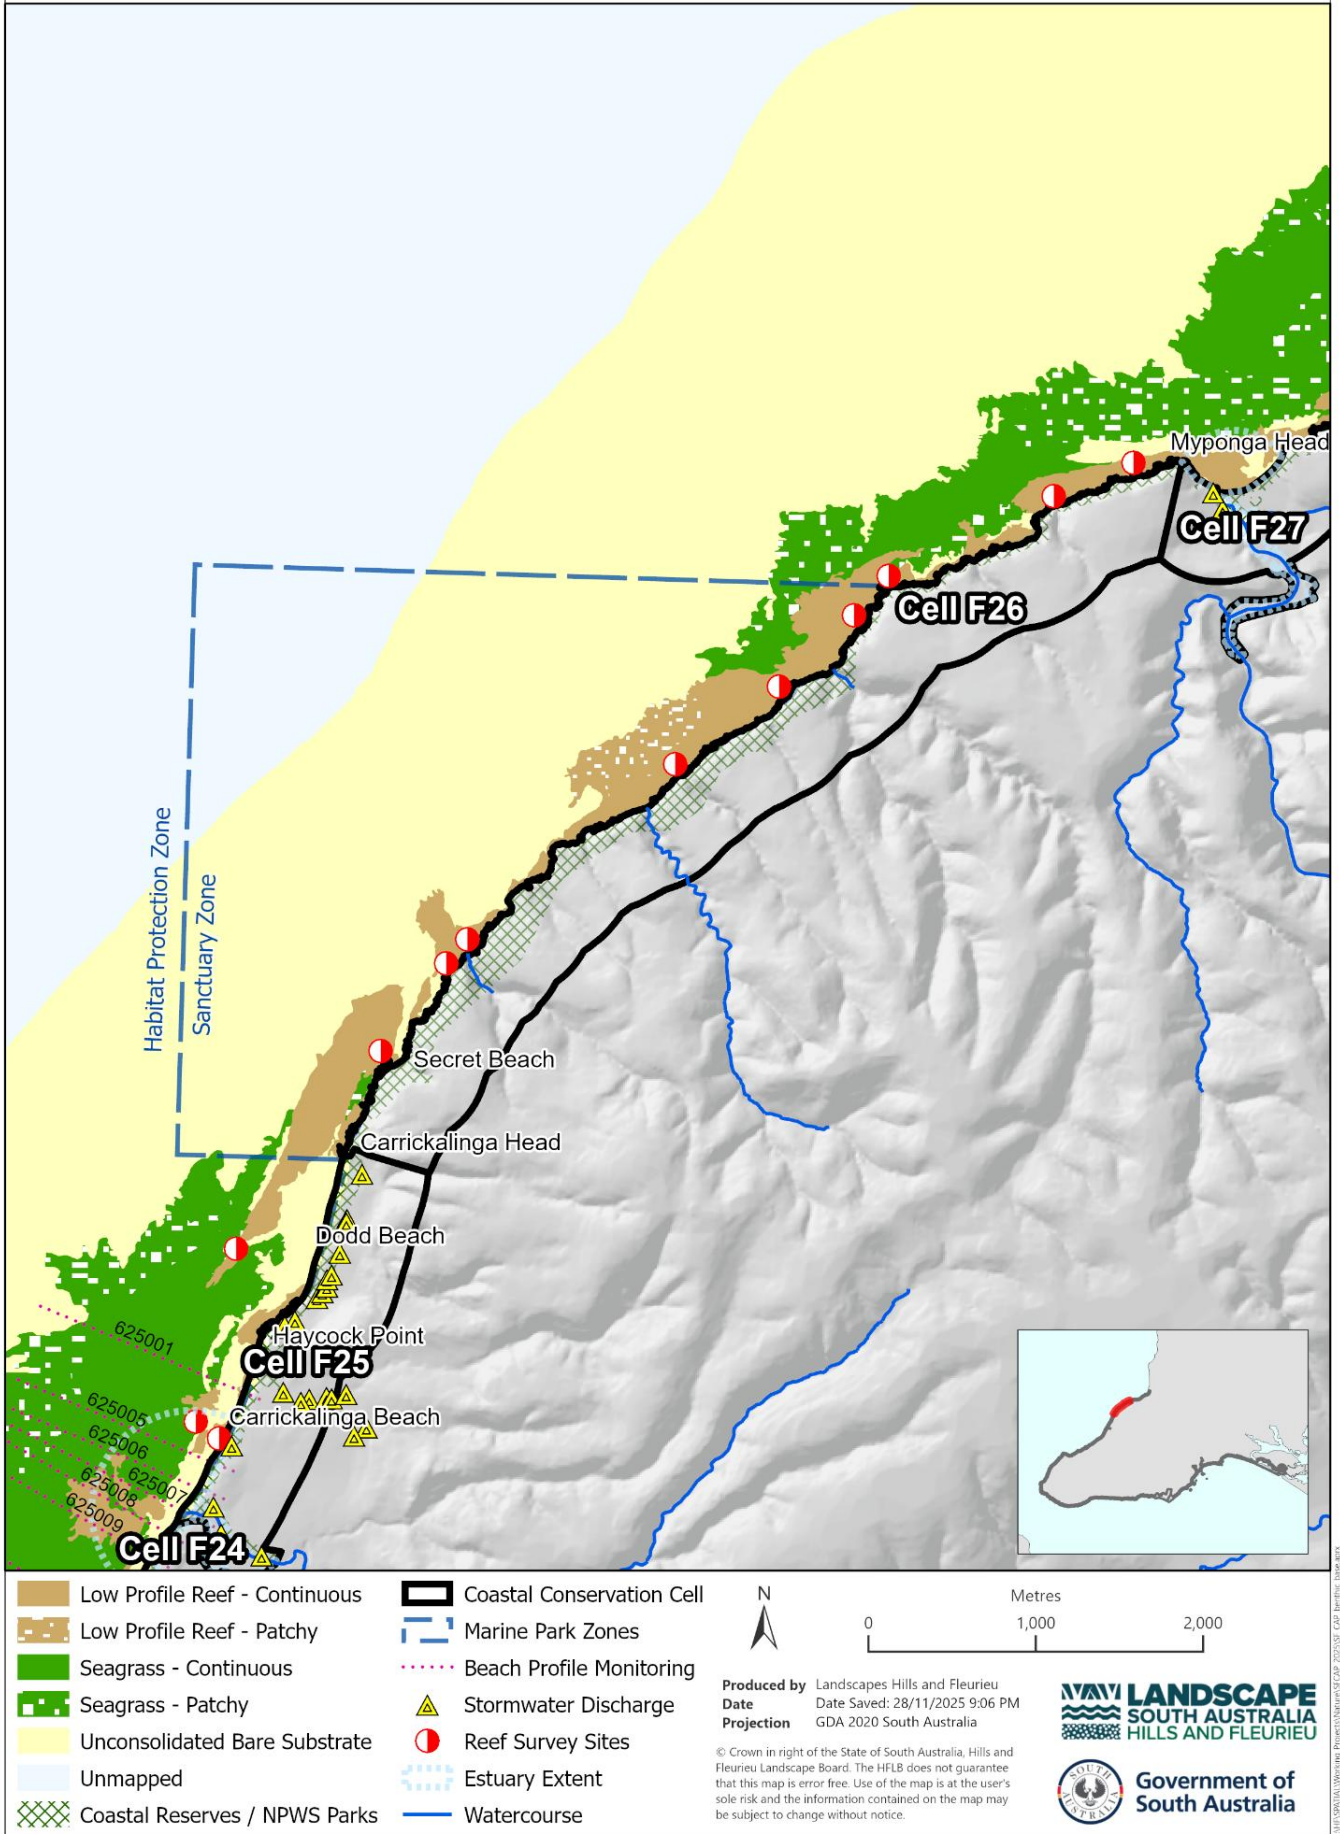 Myponga Head
Cell F27
Cell F26
Habitat Protection Zone
Sanctuary Zone
Secret Beach
Carrickalinga Head
Dodd Beach
625001
Haycock Point
Cell F25
625005
Carrickalinga Beach
625006
625007
625008
625009
Cell F24
Low Profile Reef - Continuous
Low Profile Reef - Patchy
Seagrass - Continuous
Seagrass - Patchy
Unconsolidated Bare Substrate
Unmapped
Coastal Reserves / NPWS Parks
Coastal Conservation Cell
Marine Park Zones
Beach Profile Monitoring
Stormwater Discharge
Reef Survey Sites
Estuary Extent
Watercourse
N
Metres
0 1,000 2,000
Produced by Landscapes Hills and Fleurieu
Date Date Saved: 28/11/2025 9:06 PM
Projection GDA 2020 South Australia
© Crown in right of the State of South Australia, Hills and
Fleurieu Landscape Board. The HFLB does not guarantee
that this map is error free. Use of the map is at the user's
sole risk and the information contained on the map may
be subject to change without notice.
LANDSCAPE
SOUTH AUSTRALIA
HILLS AND FLEURIEU
SOUTH
AUSTRALIA
Government of
South Australia